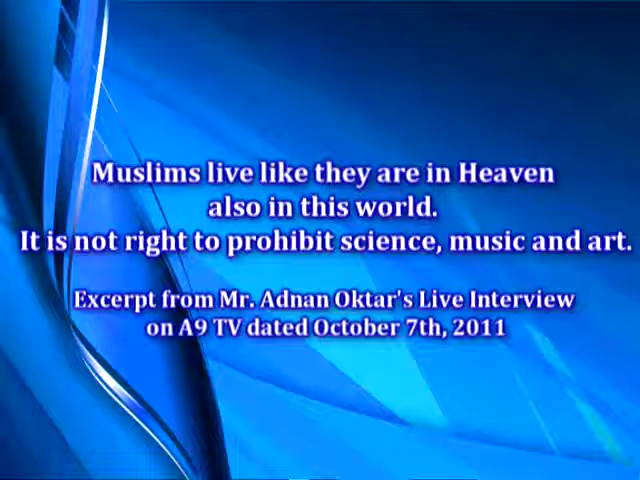 Muslims live like they are in Heaven
also in this world.
It is not right to prohibit science, music and art.
Excerpt from Mr. Adnan Oktar's Live Interview
on A9 TV dated October 7th, 2011